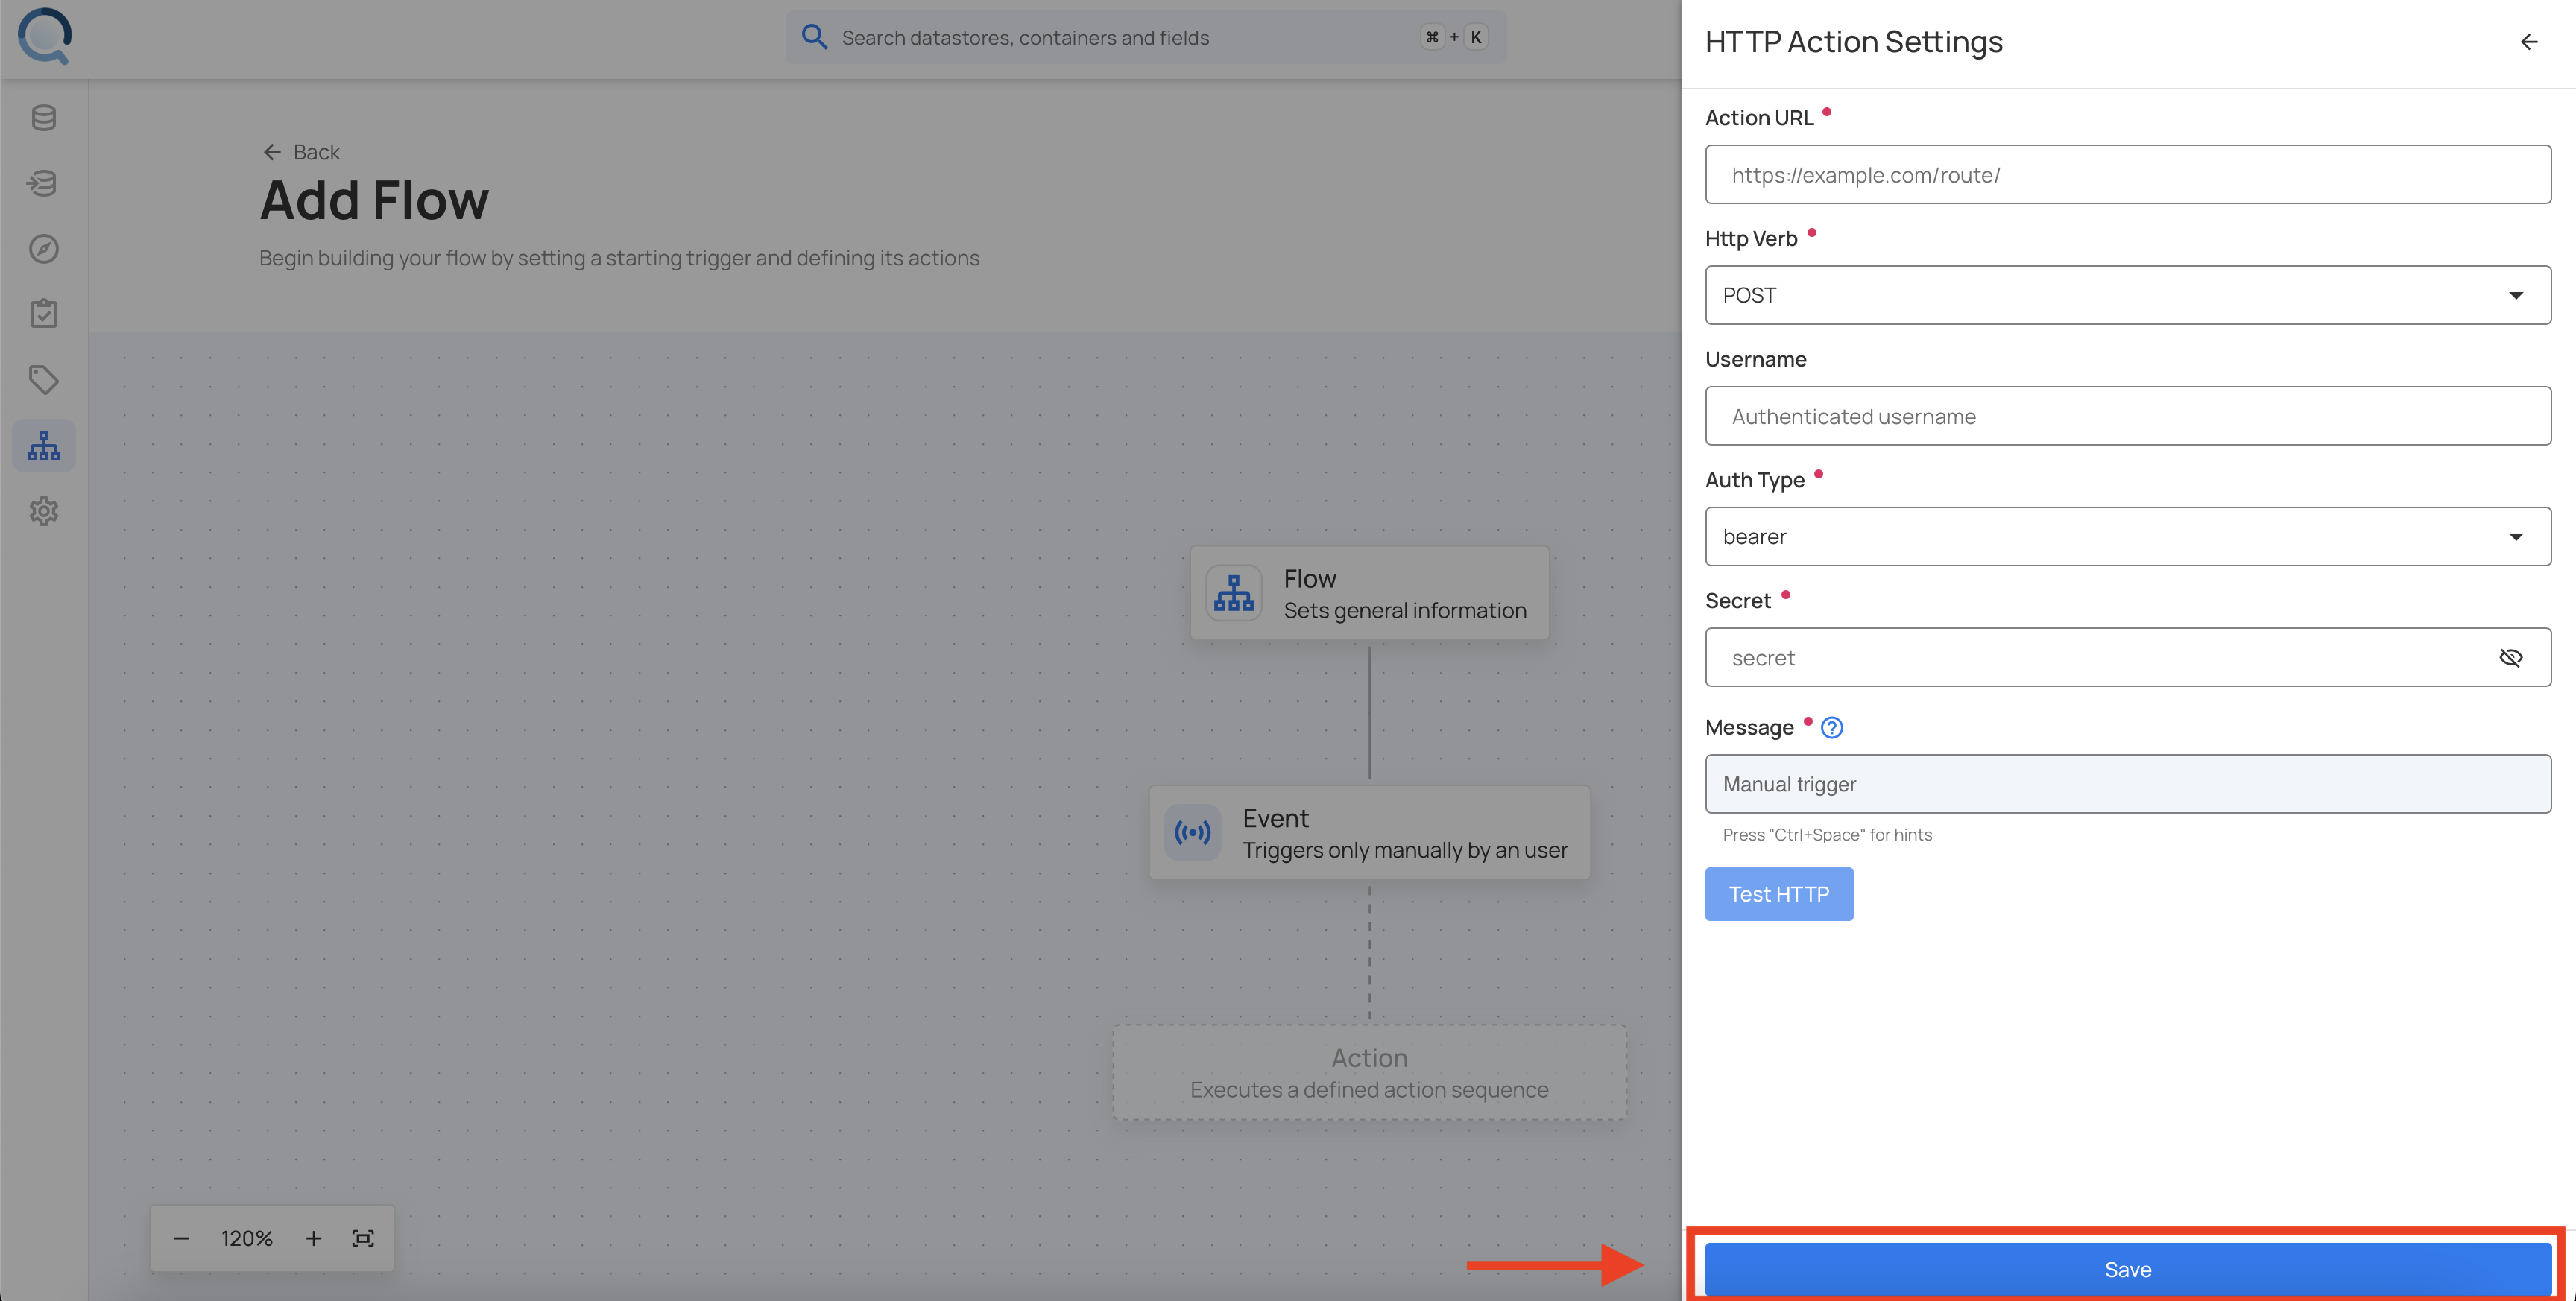 Search datastores, containers and fields
⌘ + K
HTTP Action Settings
Back
Add Flow
Begin building your flow by setting a starting trigger and defining its actions
Flow
Sets general information
Event
Triggers only manually by an user
Action
Executes a defined action sequence
120%
Action URL
https://example.com/route/
Http Verb
POST
Username
Authenticated username
Auth Type
bearer
Secret
secret
Message
Manual trigger
Press "Ctrl+Space" for hints
Test HTTP
Save